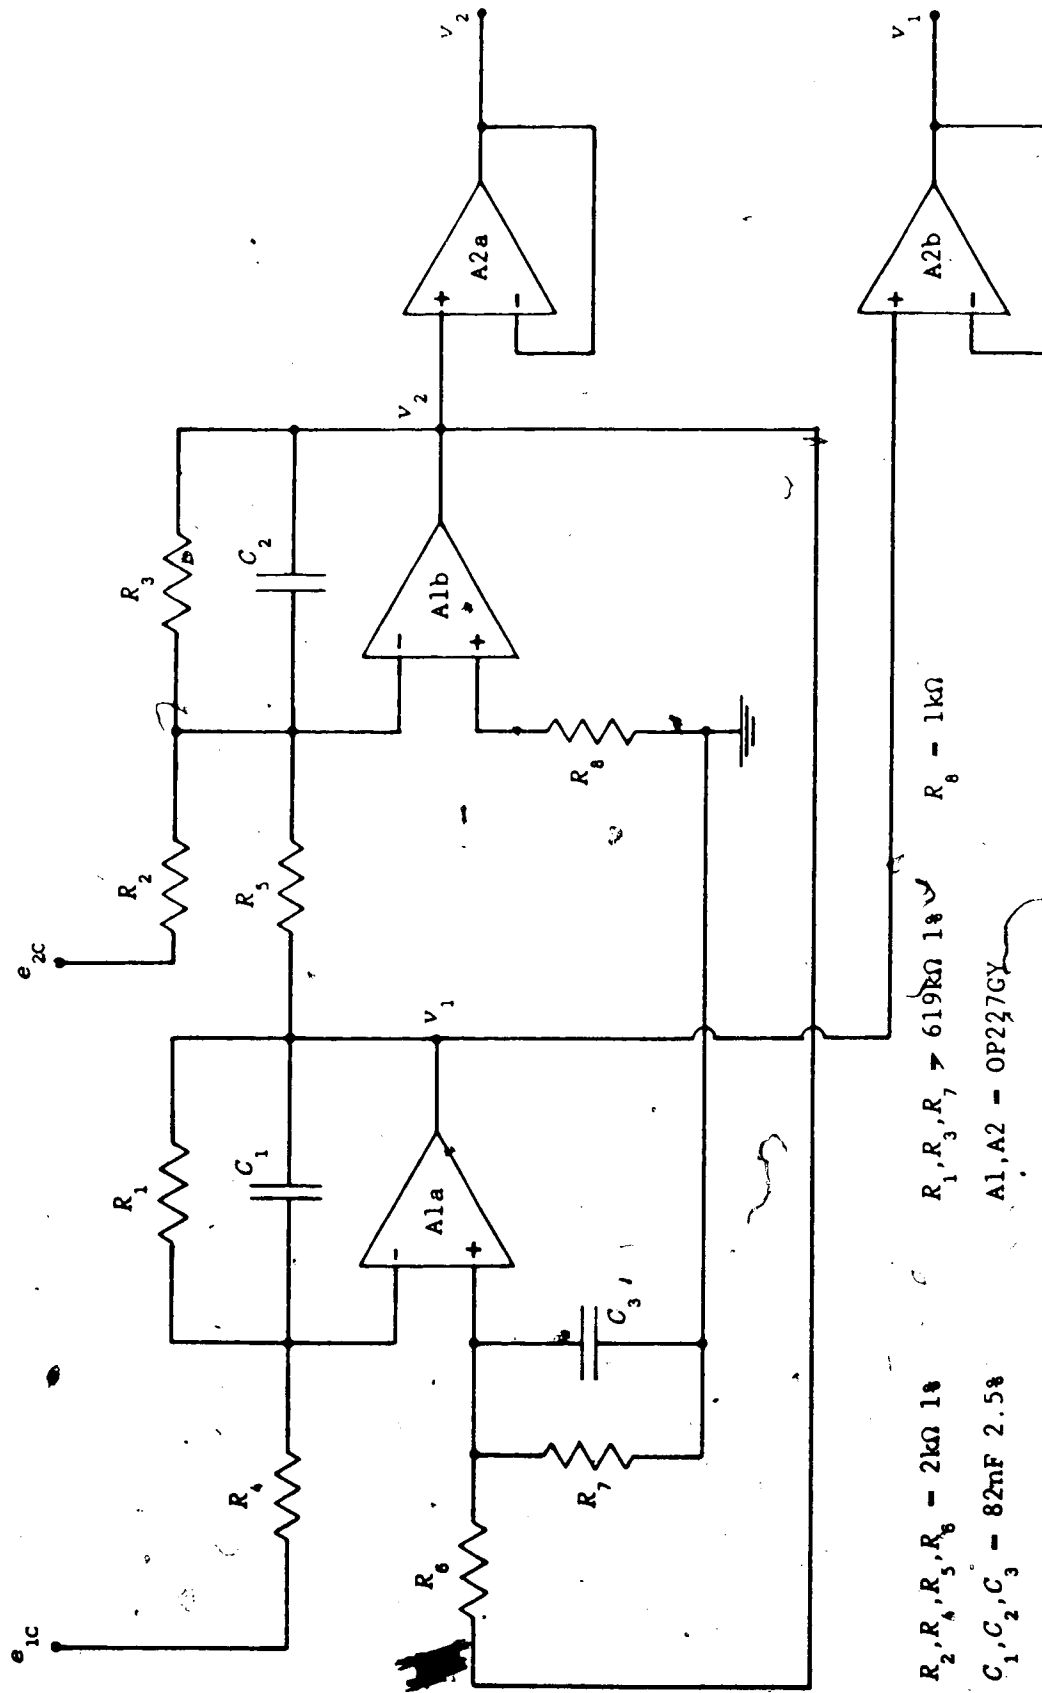 e1C
e2C
R1
R2
R3
C1
C2
R4
R5
v1
v2
v2
A1a
A1b
A2a
- +
- +
+ -
R6
R7
C3
R8
A2b
+ -
v1
R2,R4,R5,R6 = 2kΩ 1%
R1,R3,R7 = 619kΩ 1%
R8 = 1kΩ
C1,C2,C3 = 82nF 2.5%
A1,A2 = OP227GY